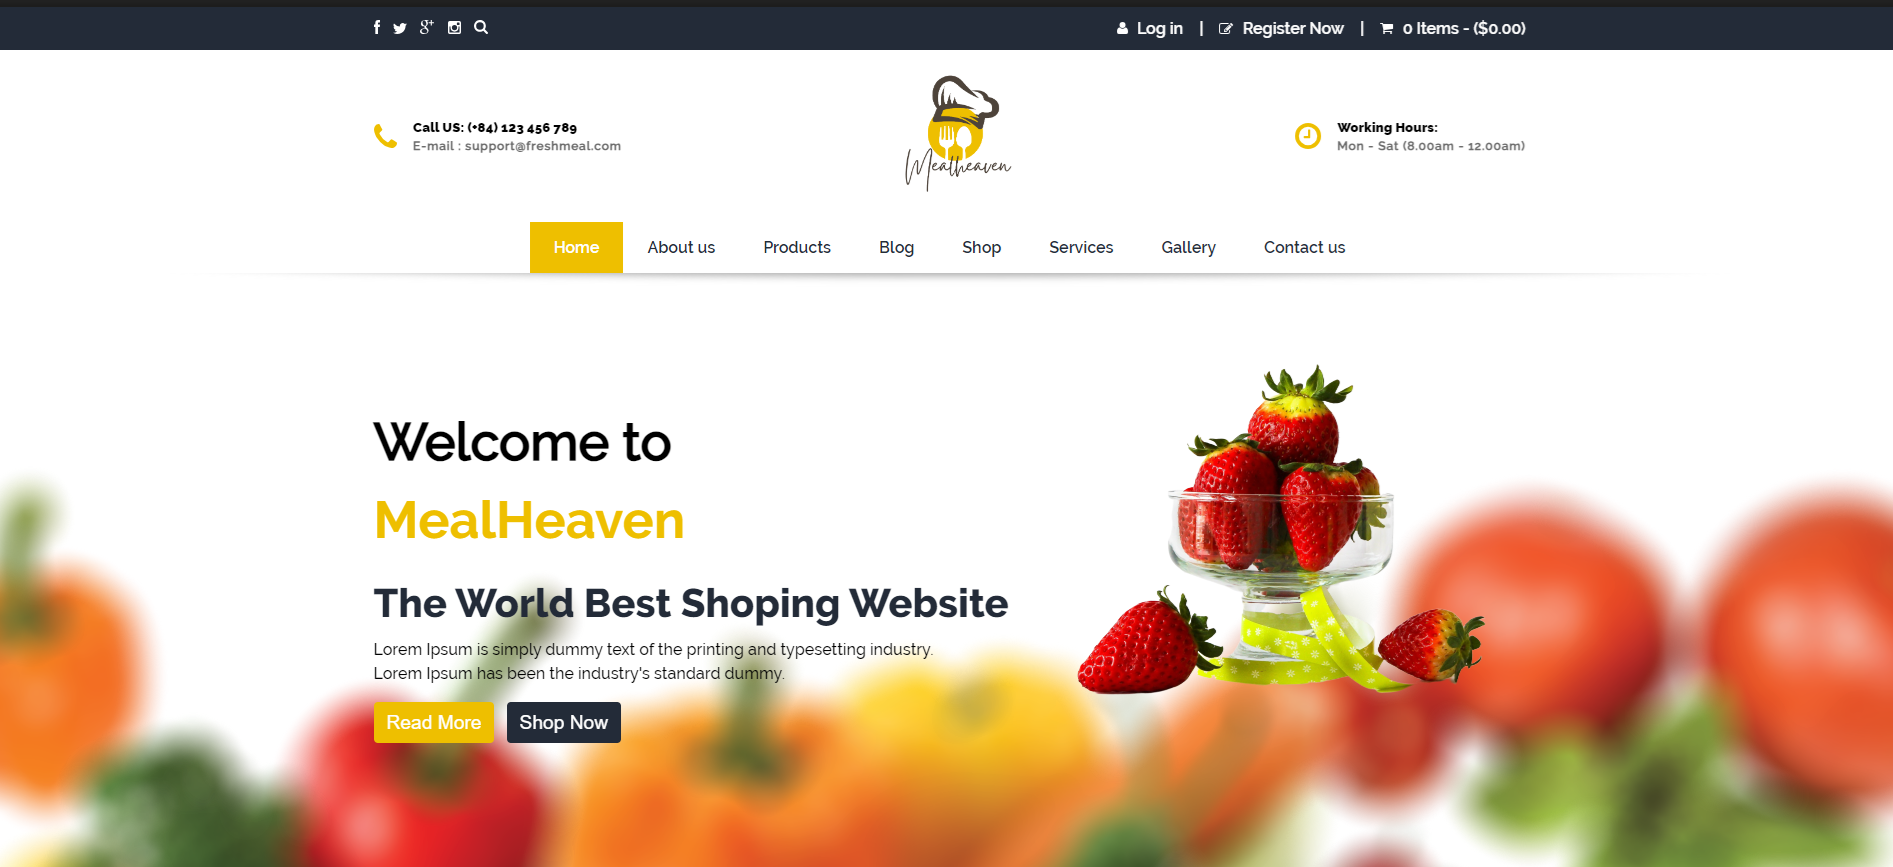 Log in | Register Now | 0 Items - ($0.00)
Call US: (+84) 123 456 789
E-mail : support@freshmeal.com
Mealheaven
Working Hours:
Mon - Sat (8.00am - 12.00am)
Home About us Products Blog Shop Services Gallery Contact us
Welcome to
MealHeaven
The World Best Shoping Website
Lorem Ipsum is simply dummy text of the printing and typesetting industry.
Lorem Ipsum has been the industry's standard dummy.
Read More Shop Now